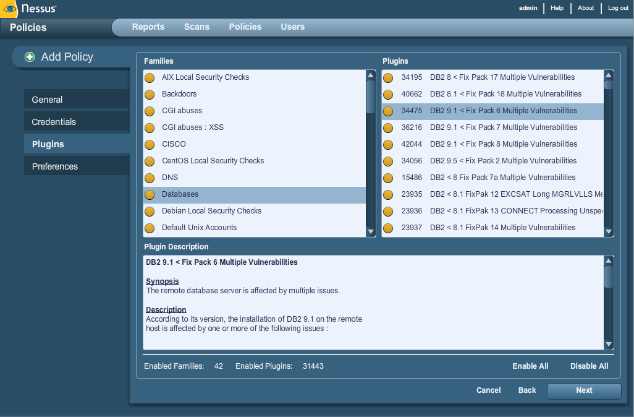 Nessus
admin Help About Log out
Policies
Reports Scans Policies Users
Add Policy
General
Credentials
Plugins
Preferences
Families
AIX Local Security Checks
Backdoors
CGI abuses
CGI abuses : XSS
CISCO
CentOS Local Security Checks
DNS
Databases
Debian Local Security Checks
Default Unix Accounts
Plugins
34195 DB2 8 < Fix Pack 17 Multiple Vulnerabilities
40662 DB2 8.1 < Fix Pack 18 Multiple Vulnerabilities
34475 DB2 9.1 < Fix Pack 6 Multiple Vulnerabilities
36216 DB2 9.1 < Fix Pack 7 Multiple Vulnerabilities
42044 DB2 9.1 < Fix Pack 8 Multiple Vulnerabilities
34056 DB2 9.5 < Fix Pack 2 Multiple Vulnerabilities
15486 DB2 < 8 Fix Pack 7a Multiple Vulnerabilities
23935 DB2 < 8.1 FixPak 12 EXCSAT Long MGRLVLLS Me
23936 DB2 < 8.1 FixPak 13 CONNECT Processing Unspe
23937 DB2 < 8.1 FixPak 14 Multiple Vulnerabilities
Plugin Description
DB2 9.1 < Fix Pack 6 Multiple Vulnerabilities
Synopsis
The remote database server is affected by multiple issues.
Description
According to its version, the installation of DB2 9.1 on the remote
host is affected by one or more of the following issues :
Enabled Families: 42 Enabled Plugins: 31443
Enable All Disable All
Cancel Back Next